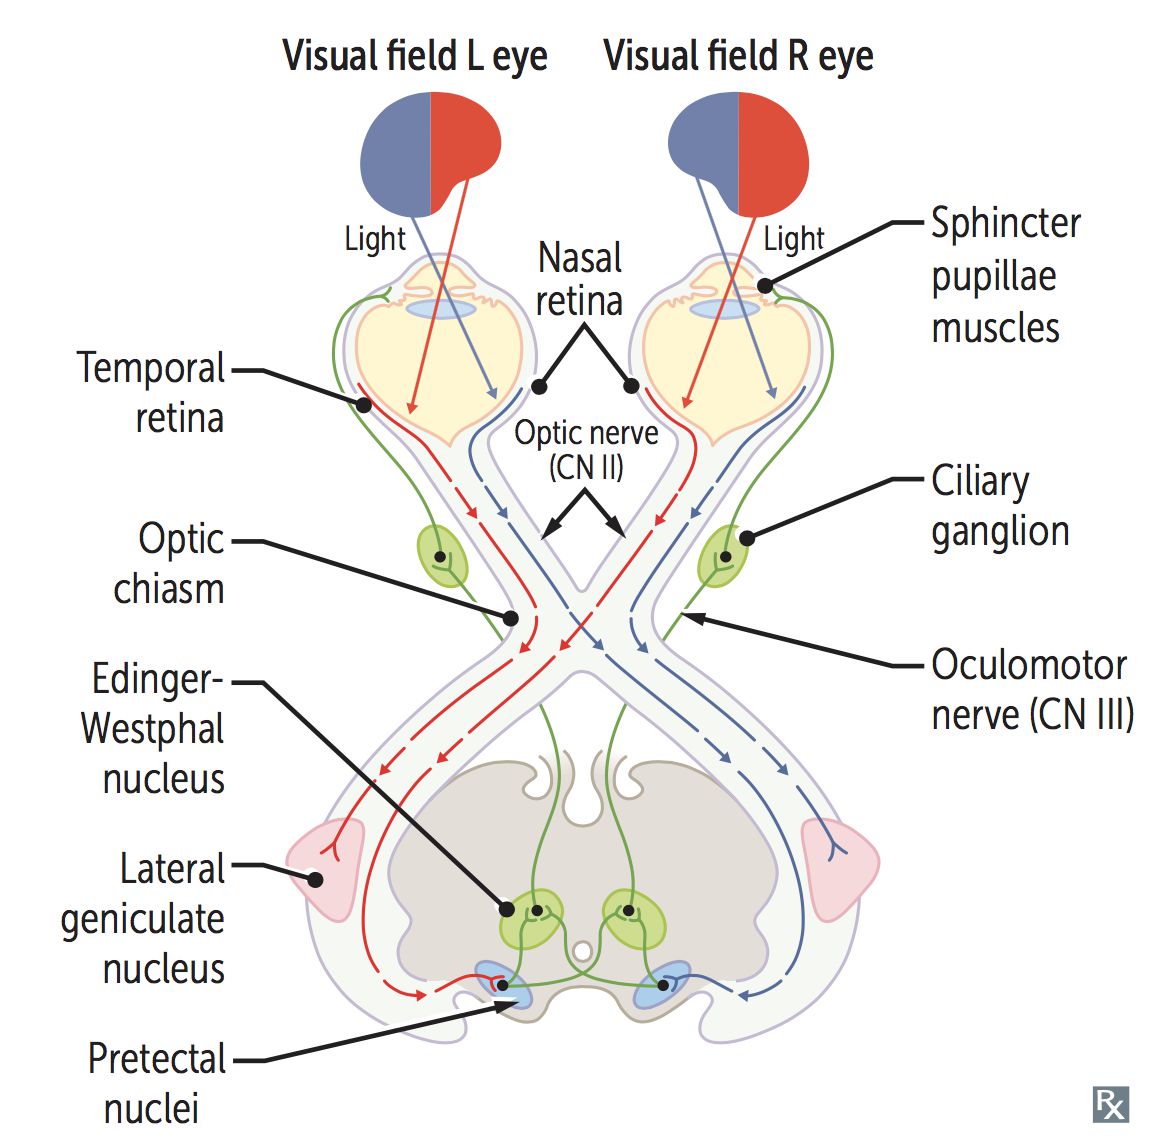 Visual field L eye
Visual field R eye
Light
Light
Nasal
retina
Sphincter
pupillae
muscles
Temporal
retina
Optic nerve
(CN II)
Ciliary
ganglion
Optic
chiasm
Edinger-
Westphal
nucleus
Oculomotor
nerve (CN III)
Lateral
geniculate
nucleus
Pretectal
nuclei
Rx